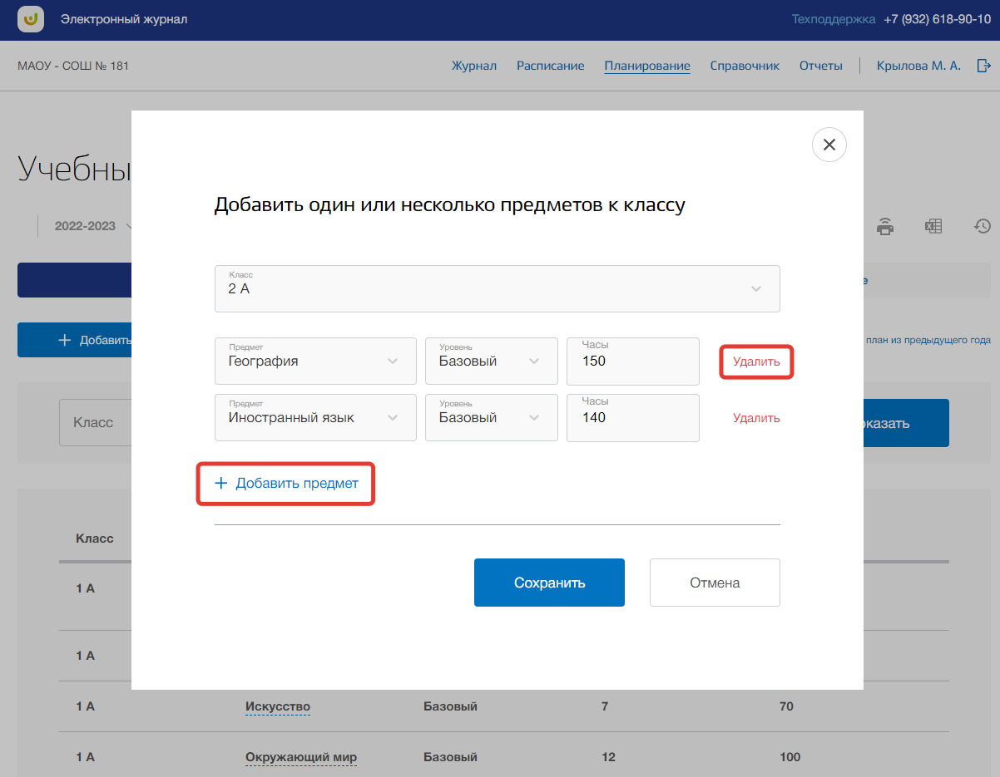 Электронный журнал
Техподдержка +7 (932) 618-90-10
МАОУ - СОШ № 181
Журнал Расписание Планирование Справочник Отчеты Крылова М. А.
Учебны
2022-2023
Добавить один или несколько предметов к классу
Класс
2 А
е
Добавить
план из предыдущего года
Предмет Уровень Часы
География Базовый 150 Удалить
Предмет Уровень Часы
Иностранный язык Базовый 140 Удалить
Класс
оказать
+ Добавить предмет
Класс
Сохранить Отмена
1 А
1 А
1 А Искусство Базовый 7 70
1 А Окружающий мир Базовый 12 100